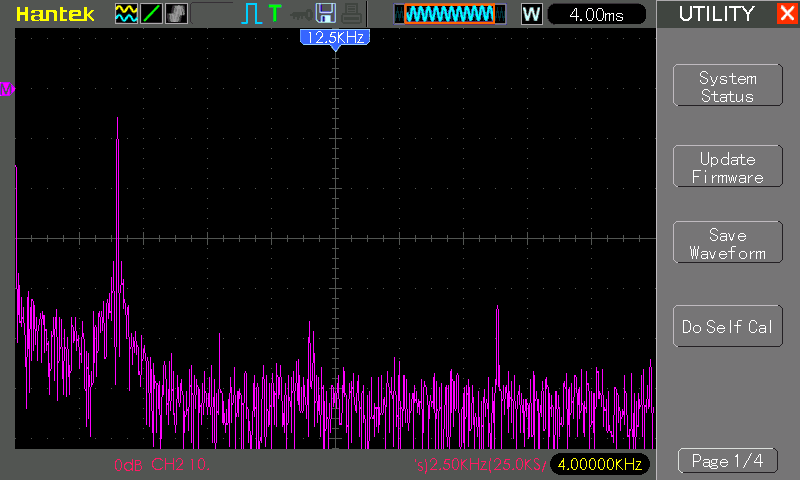 Hantek
T
W
4.00ms
UTILITY
12.5KHz
M
System
Status
Update
Firmware
Save
Waveform
Do Self Cal
0dB CH2 10.
's)2.50KHz(25.0KS/
4.00000KHz
Page 1/4